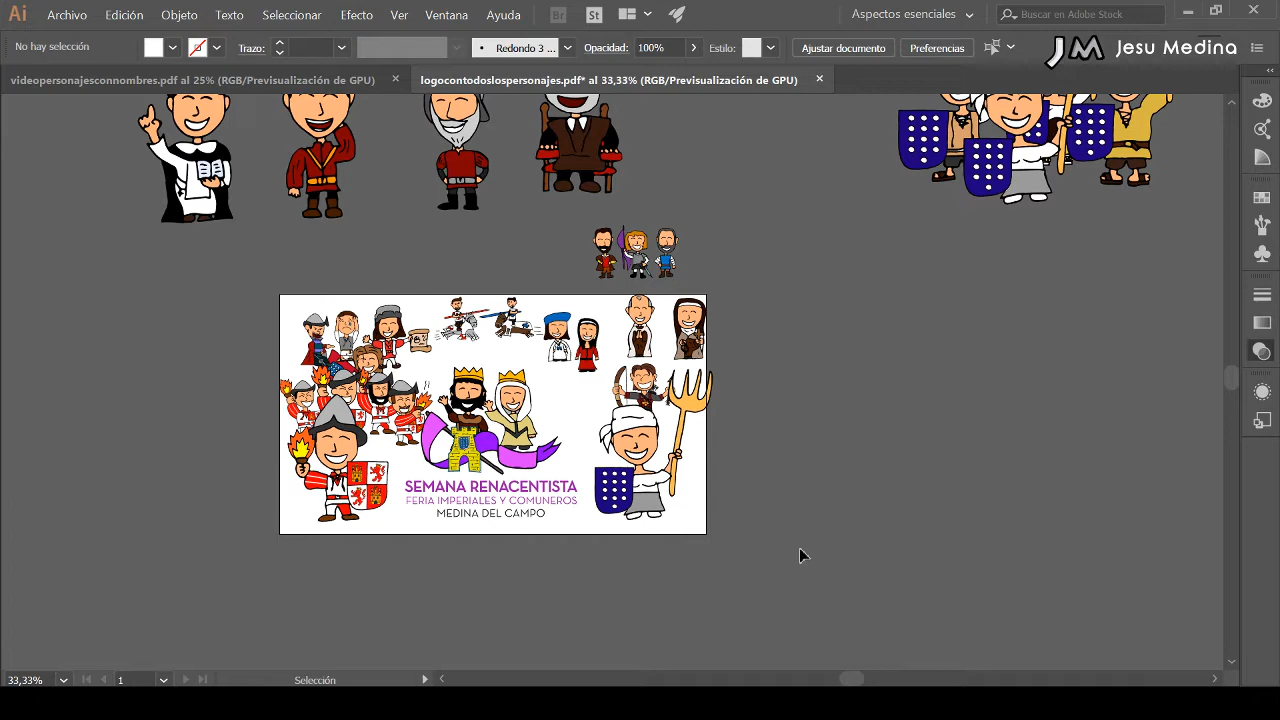 Ai Archivo Edición Objeto Texto Seleccionar Efecto Ver Ventana Ayuda Br St Aspectos esenciales Buscar en Adobe Stock
No hay selección Trazo: Redondo 3 ... Opacidad: 100% Estilo: Ajustar documento Preferencias JM Jesu Medina
videopersonajesconnombres.pdf al 25% (RGB/Previsualización de GPU) × logocontodoslospersonajes.pdf* al 33,33% (RGB/Previsualización de GPU) ×
SEMANA RENACENTISTA
FERIA IMPERIALES Y COMUNEROS
MEDINA DEL CAMPO
33,33% 1 Selección